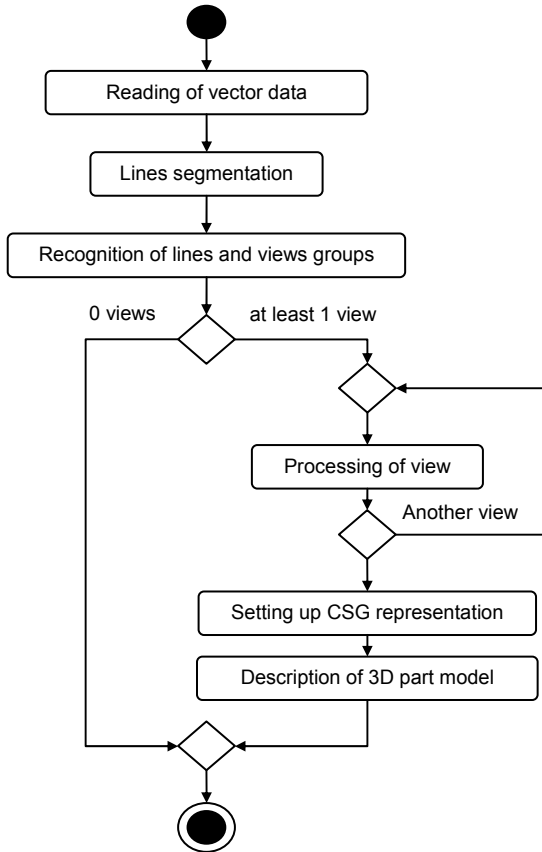 Reading of vector data
Lines segmentation
Recognition of lines and views groups
0 views
at least 1 view
Processing of view
Another view
Setting up CSG representation
Description of 3D part model